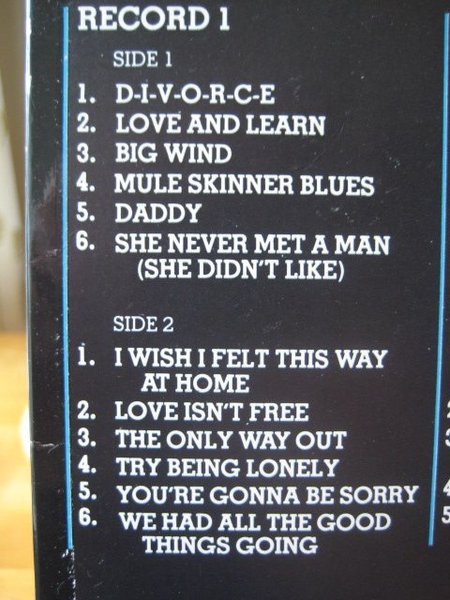 RECORD 1
SIDE 1
1. D-I-V-O-R-C-E
2. LOVE AND LEARN
3. BIG WIND
4. MULE SKINNER BLUES
5. DADDY
6. SHE NEVER MET A MAN
(SHE DIDN'T LIKE)
SIDE 2
1. I WISH I FELT THIS WAY
AT HOME
2. LOVE ISN'T FREE
3. THE ONLY WAY OUT
4. TRY BEING LONELY
5. YOU'RE GONNA BE SORRY
6. WE HAD ALL THE GOOD
THINGS GOING